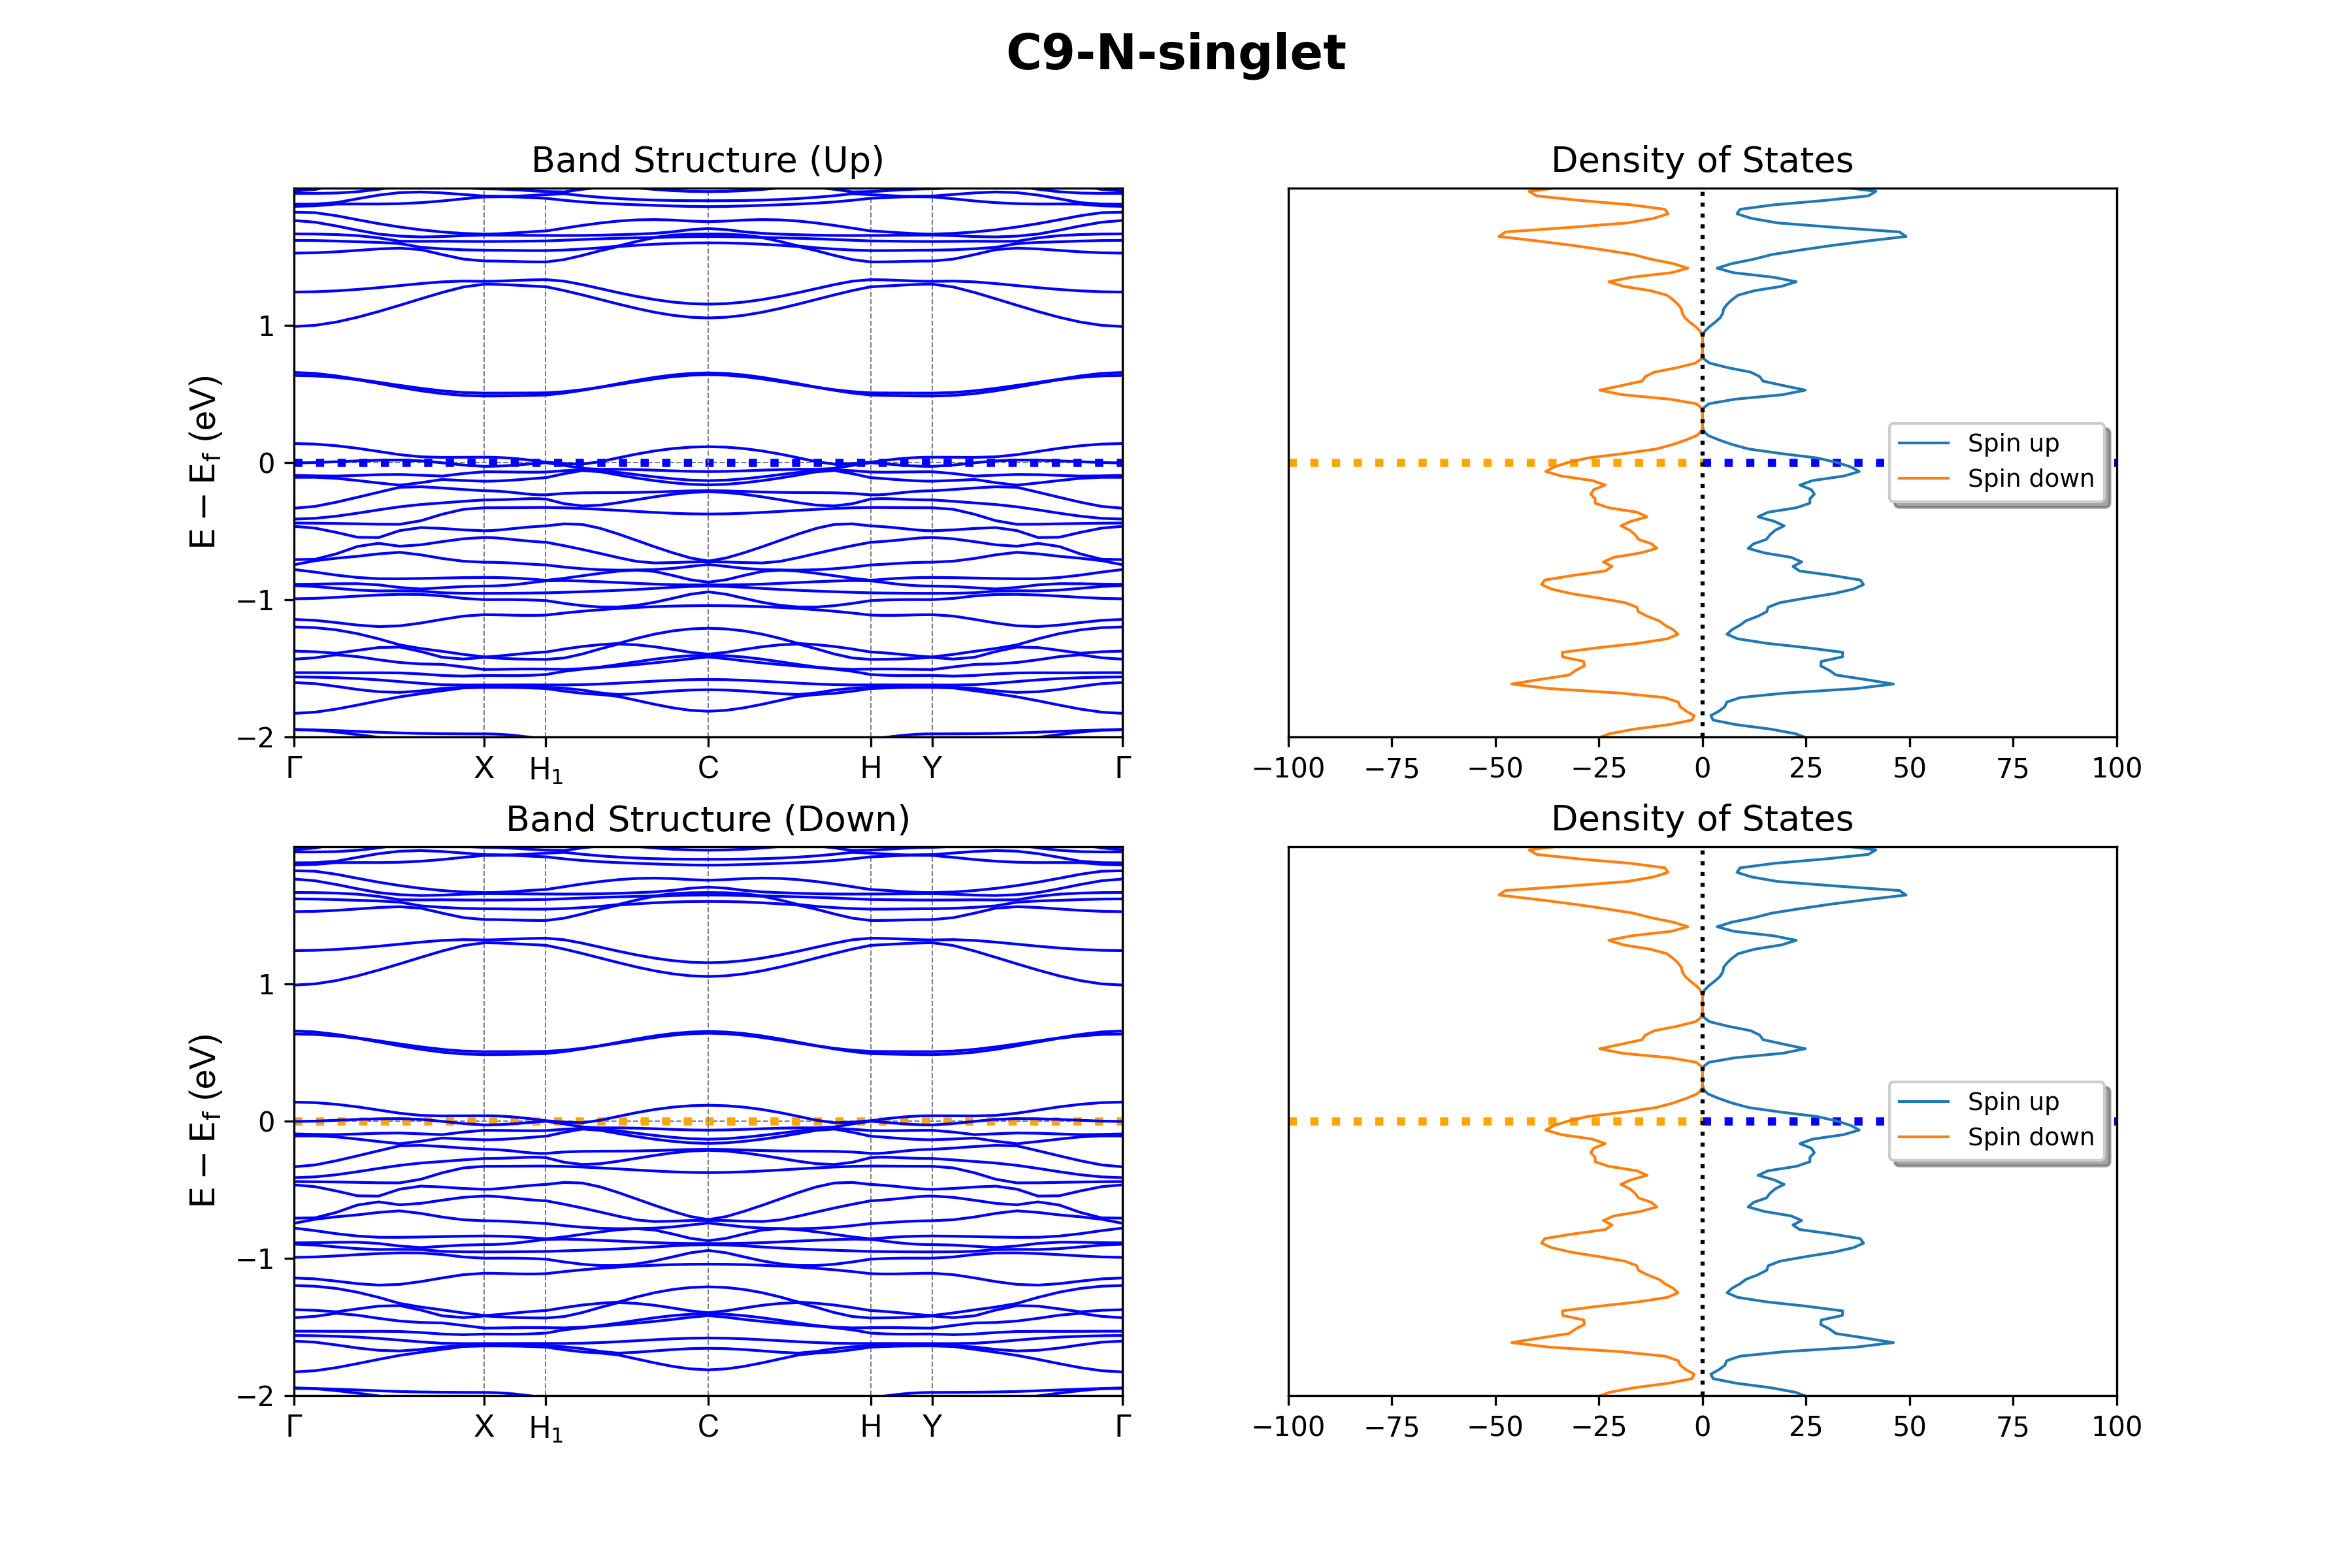 C9-N-singlet
Band Structure (Up)
Density of States
E − E_f (eV)
1
0
−1
−2
Γ X H₁ C H Y Γ
Spin up
Spin down
−100 −75 −50 −25 0 25 50 75 100
Band Structure (Down)
Density of States
E − E_f (eV)
1
0
−1
−2
Γ X H₁ C H Y Γ
Spin up
Spin down
−100 −75 −50 −25 0 25 50 75 100